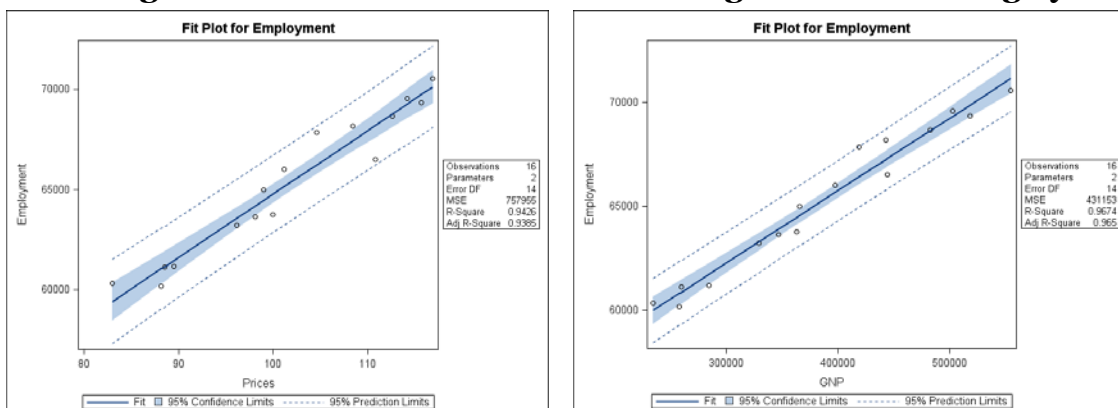 Fit Plot for Employment
70000
65000
60000
Employment
80 90 100 110
Prices
Observations 16
Parameters 2
Error DF 14
MSE 757955
R-Square 0.9426
Adj R-Square 0.9385
Fit 95% Confidence Limits 95% Prediction Limits
Fit Plot for Employment
70000
65000
60000
Employment
300000 400000 500000
GNP
Observations 16
Parameters 2
Error DF 14
MSE 431153
R-Square 0.9674
Adj R-Square 0.965
Fit 95% Confidence Limits 95% Prediction Limits